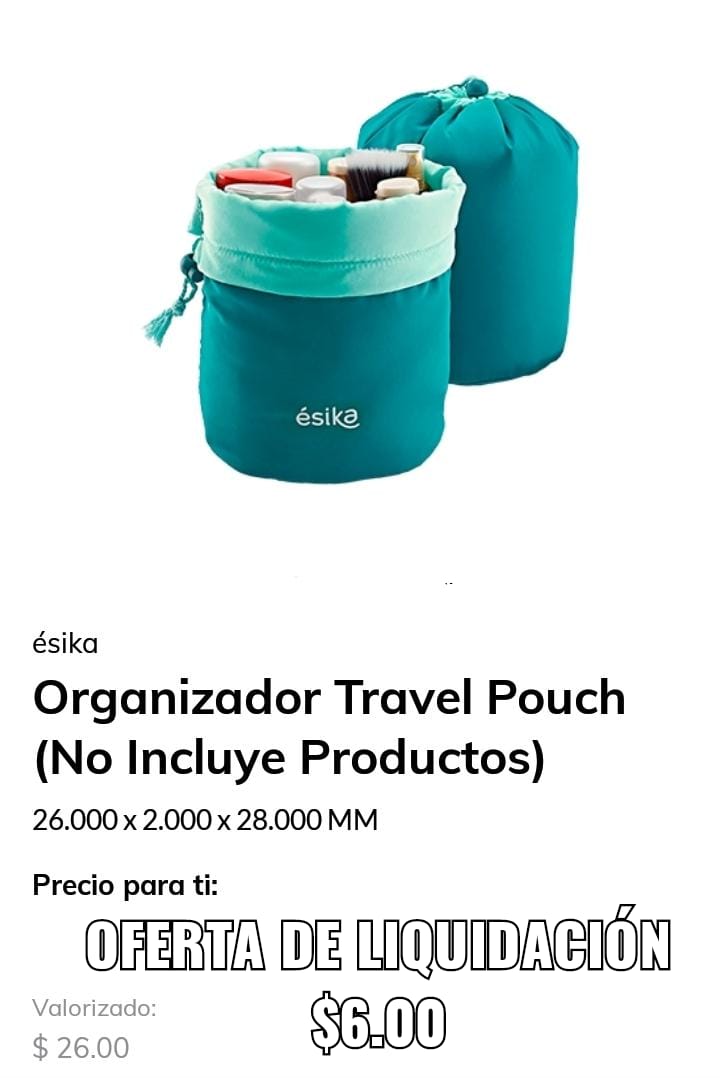 ésika
ésika
Organizador Travel Pouch
(No Incluye Productos)
26.000 x 2.000 x 28.000 MM
Precio para ti:
OFERTA DE LIQUIDACIÓN
$6.00
Valorizado:
$ 26.00